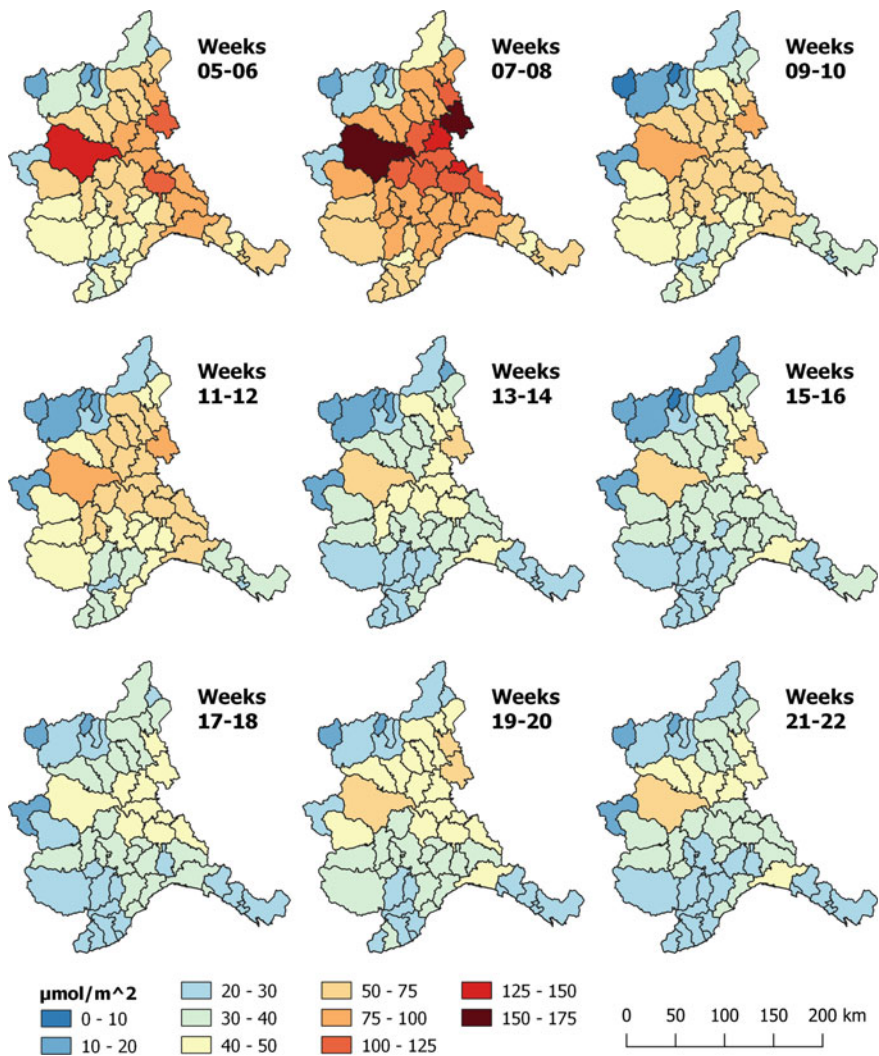 Weeks
05-06
Weeks
07-08
Weeks
09-10
Weeks
11-12
Weeks
13-14
Weeks
15-16
Weeks
17-18
Weeks
19-20
Weeks
21-22
µmol/m^2
0 - 10
10 - 20
20 - 30
30 - 40
40 - 50
50 - 75
75 - 100
100 - 125
125 - 150
150 - 175
0 50 100 150 200 km